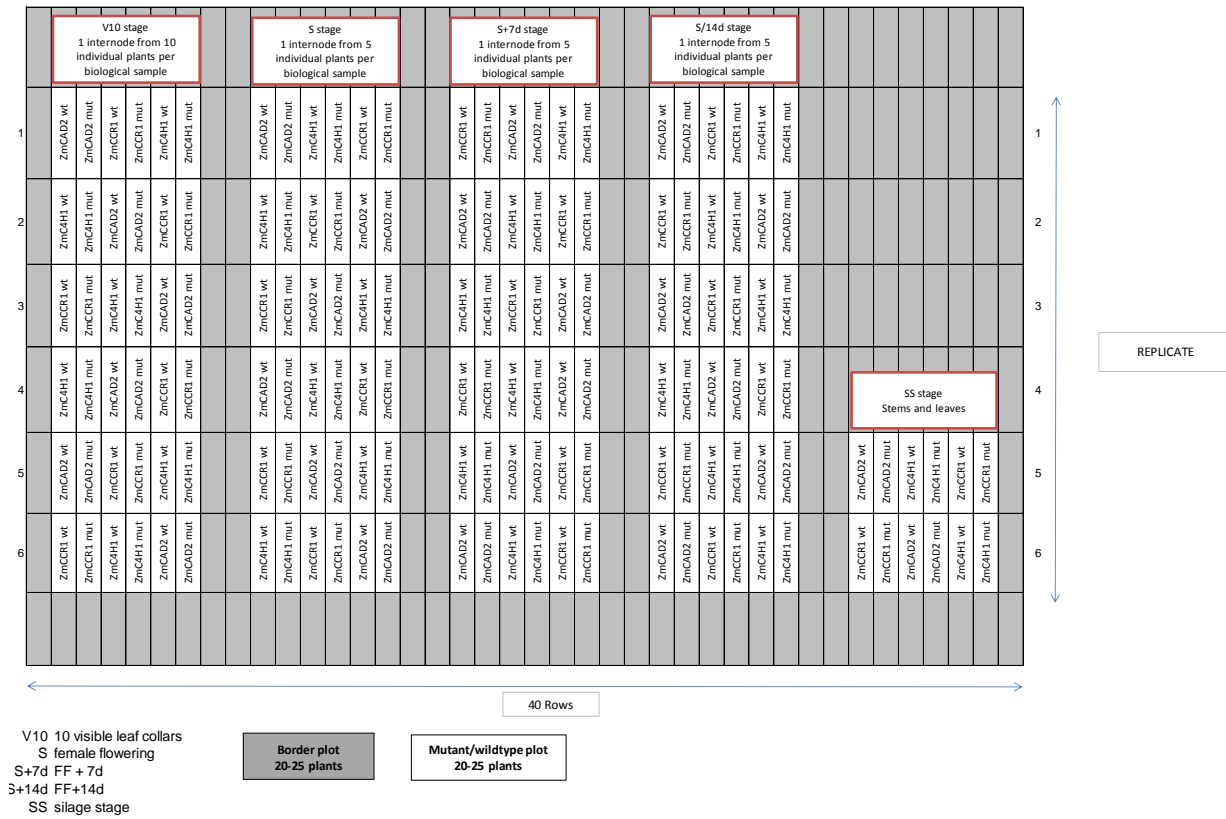 V10 stage
1 internode from 10
individual plants per
biological sample
S stage
1 internode from 5
individual plants per
biological sample
S+7d stage
1 internode from 5
individual plants per
biological sample
S/14d stage
1 internode from 5
individual plants per
biological sample
1
ZmCAD2 wt
ZmCAD2 mut
ZmCCR1 wt
ZmCCR1 mut
ZmC4H1 wt
ZmC4H1 mut
ZmCAD2 wt
ZmCAD2 mut
ZmC4H1 wt
ZmC4H1 mut
ZmCCR1 wt
ZmCCR1 mut
ZmCCR1 wt
ZmCCR1 mut
ZmCAD2 wt
ZmCAD2 mut
ZmC4H1 wt
ZmC4H1 mut
ZmCAD2 wt
ZmCAD2 mut
ZmCCR1 wt
ZmCCR1 mut
ZmC4H1 wt
ZmC4H1 mut
1
2
ZmC4H1 wt
ZmC4H1 mut
ZmCAD2 wt
ZmCAD2 mut
ZmCCR1 wt
ZmCCR1 mut
ZmC4H1 wt
ZmC4H1 mut
ZmCCR1 wt
ZmCCR1 mut
ZmCAD2 wt
ZmCAD2 mut
ZmCAD2 wt
ZmCAD2 mut
ZmC4H1 wt
ZmC4H1 mut
ZmCCR1 wt
ZmCCR1 mut
ZmCCR1 wt
ZmCCR1 mut
ZmC4H1 wt
ZmC4H1 mut
ZmCAD2 wt
ZmCAD2 mut
2
3
ZmCCR1 wt
ZmCCR1 mut
ZmC4H1 wt
ZmC4H1 mut
ZmCAD2 wt
ZmCAD2 mut
ZmCCR1 wt
ZmCCR1 mut
ZmCAD2 wt
ZmCAD2 mut
ZmC4H1 wt
ZmC4H1 mut
ZmC4H1 wt
ZmC4H1 mut
ZmCCR1 wt
ZmCCR1 mut
ZmCAD2 wt
ZmCAD2 mut
ZmCAD2 wt
ZmCAD2 mut
ZmCCR1 wt
ZmCCR1 mut
ZmC4H1 wt
ZmC4H1 mut
3
REPLICATE
4
ZmC4H1 wt
ZmC4H1 mut
ZmCCR1 wt
ZmCCR1 mut
ZmCAD2 wt
ZmCAD2 mut
ZmCAD2 wt
ZmCAD2 mut
ZmC4H1 wt
ZmC4H1 mut
ZmCCR1 wt
ZmCCR1 mut
ZmCCR1 wt
ZmCCR1 mut
ZmC4H1 wt
ZmC4H1 mut
ZmCAD2 wt
ZmCAD2 mut
ZmC4H1 wt
ZmC4H1 mut
ZmCAD2 wt
ZmCAD2 mut
ZmCCR1 wt
ZmCCR1 mut
SS stage
Stems and leaves
4
5
ZmCAD2 wt
ZmCAD2 mut
ZmCCR1 wt
ZmCCR1 mut
ZmC4H1 wt
ZmC4H1 mut
ZmCCR1 wt
ZmCCR1 mut
ZmCAD2 wt
ZmCAD2 mut
ZmC4H1 wt
ZmC4H1 mut
ZmC4H1 wt
ZmC4H1 mut
ZmCAD2 wt
ZmCAD2 mut
ZmCCR1 wt
ZmCCR1 mut
ZmCCR1 wt
ZmCCR1 mut
ZmC4H1 wt
ZmC4H1 mut
ZmCAD2 wt
ZmCAD2 mut
ZmCAD2 wt
ZmCAD2 mut
ZmC4H1 wt
ZmC4H1 mut
ZmCCR1 wt
ZmCCR1 mut
5
6
ZmCCR1 wt
ZmCCR1 mut
ZmC4H1 wt
ZmC4H1 mut
ZmCAD2 wt
ZmCAD2 mut
ZmC4H1 wt
ZmC4H1 mut
ZmCCR1 wt
ZmCCR1 mut
ZmCAD2 wt
ZmCAD2 mut
ZmCAD2 wt
ZmCAD2 mut
ZmC4H1 wt
ZmC4H1 mut
ZmCCR1 wt
ZmCCR1 mut
ZmCAD2 wt
ZmCAD2 mut
ZmCCR1 wt
ZmCCR1 mut
ZmC4H1 wt
ZmC4H1 mut
ZmCCR1 wt
ZmCCR1 mut
ZmCAD2 wt
ZmCAD2 mut
ZmC4H1 wt
ZmC4H1 mut
6
40 Rows
V10 10 visible leaf collars
S female flowering
S+7d FF + 7d
S+14d FF+14d
SS silage stage
Border plot
20-25 plants
Mutant/wildtype plot
20-25 plants